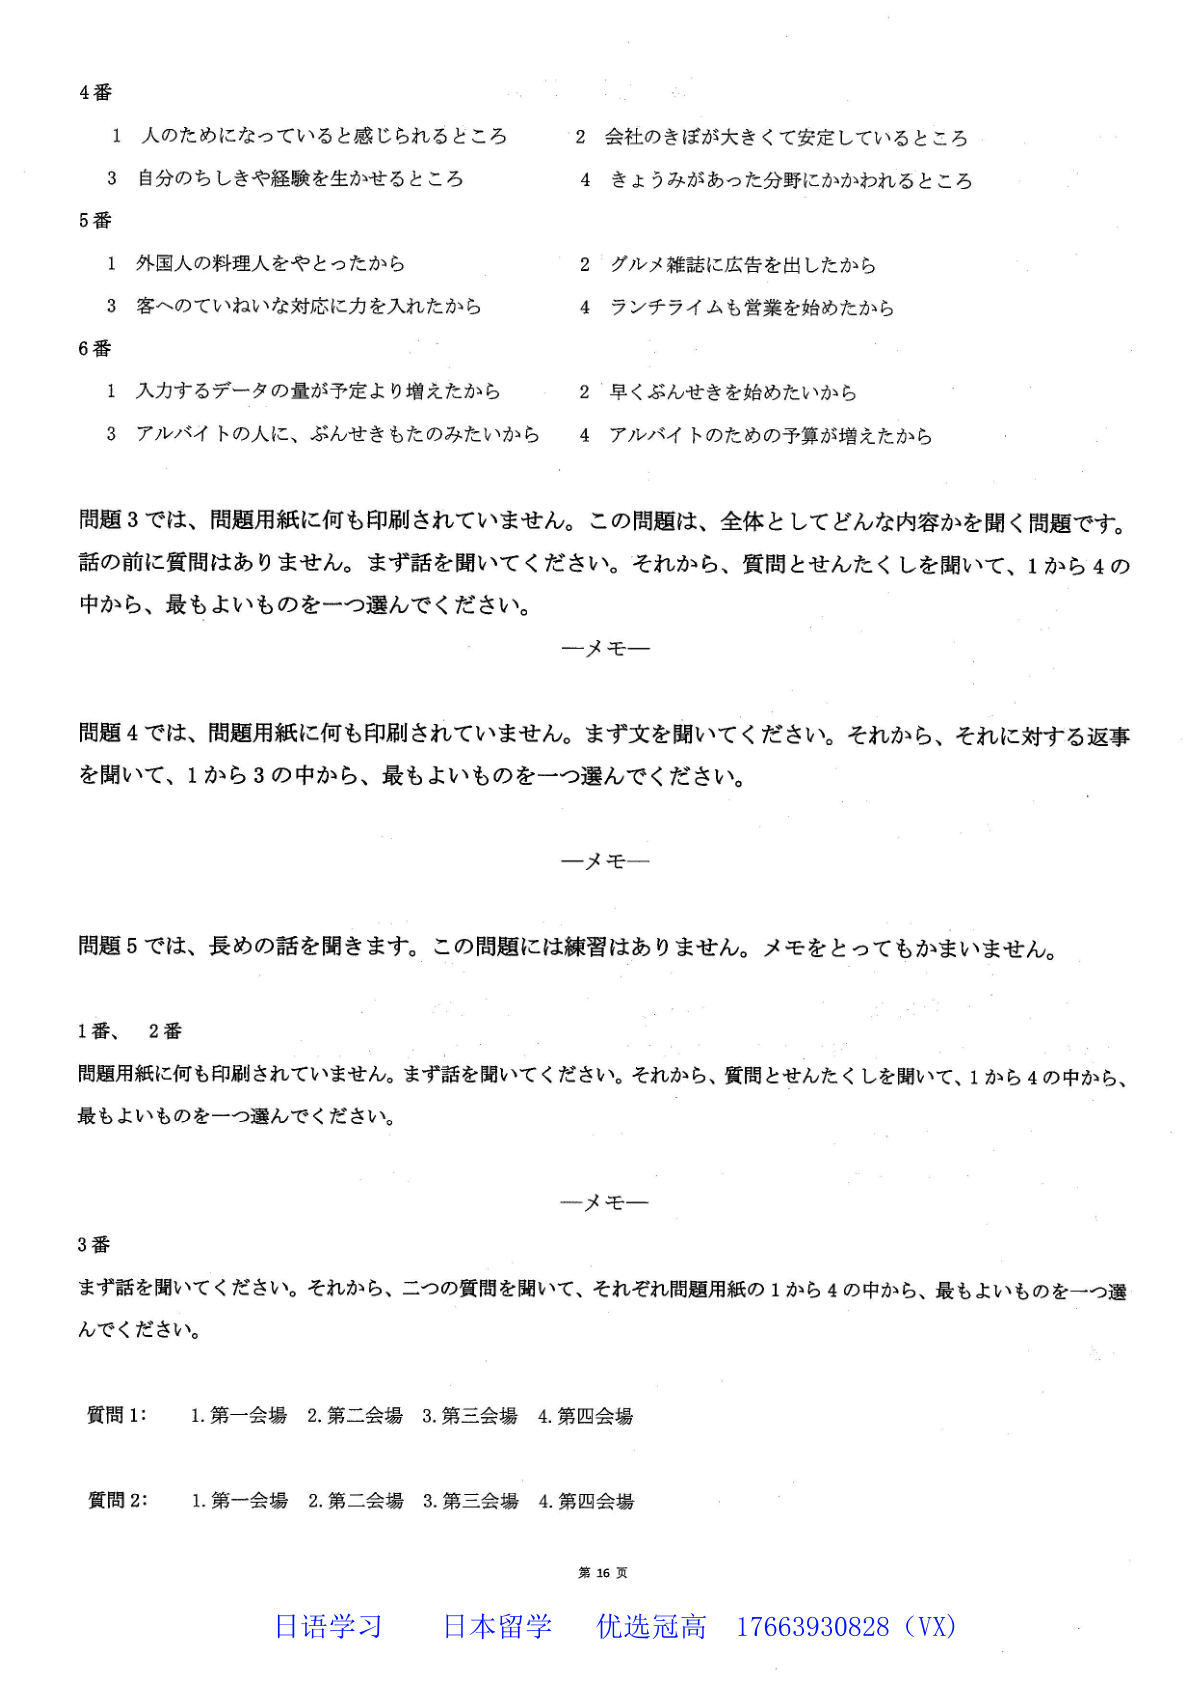 4番
1 人のためになっていると感じられるところ 2 会社のきぼが大きくて安定しているところ
3 自分のちしきや経験を生かせるところ 4 きょうみがあった分野にかかわれるところ
5番
1 外国人の料理人をやとったから 2 グルメ雑誌に広告を出したから
3 客へのていねいな対応に力を入れたから 4 ランチライムも営業を始めたから
6番
1 入力するデータの量が予定より増えたから 2 早くぶんせきを始めたいから
3 アルバイトの人に、ぶんせきもたのみたいから 4 アルバイトのための予算が増えたから
問題3では、問題用紙に何も印刷されていません。この問題は、全体としてどんな内容かを聞く問題です。
話の前に質問はありません。まず話を聞いてください。それから、質問とせんたくしを聞いて、1から4の
中から、最もよいものを一つ選んでください。
―メモ―
問題4では、問題用紙に何も印刷されていません。まず文を聞いてください。それから、それに対する返事
を聞いて、1から3の中から、最もよいものを一つ選んでください。
―メモ―
問題5では、長めの話を聞きます。この問題には練習はありません。メモをとってもかまいません。
1番、 2番
問題用紙に何も印刷されていません。まず話を聞いてください。それから、質問とせんたくしを聞いて、1から4の中から、
最もよいものを一つ選んでください。
―メモ―
3番
まず話を聞いてください。それから、二つの質問を聞いて、それぞれ問題用紙の1から4の中から、最もよいものを一つ選
んでください。
質問1: 1.第一会場 2.第二会場 3.第三会場 4.第四会場
質問2: 1.第一会場 2.第二会場 3.第三会場 4.第四会場
第 16 页
日语学习 日本留学 优选冠高 17663930828（VX)